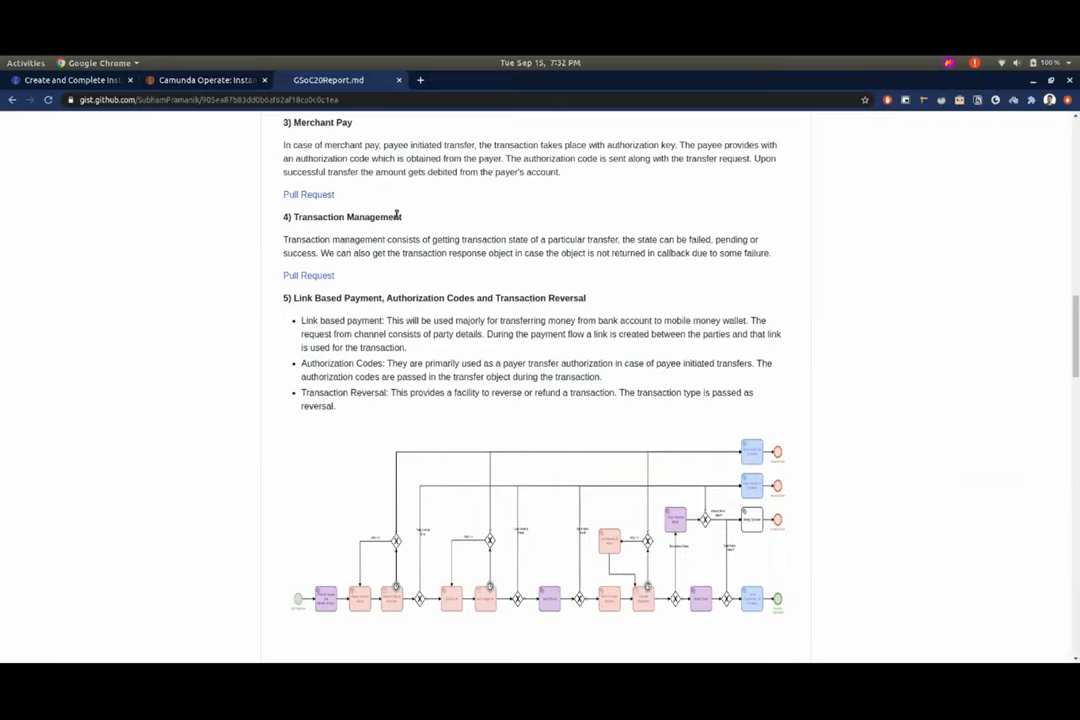 Activities
Google Chrome
Tue Sep 15, 7:32 PM
100 %
Create and Complete Inst
Camunda Operate: Instan
GSoC20Report.md
3) Merchant Pay
In case of merchant pay, payee initiated transfer, the transaction takes place with authorization key. The payee provides with
an authorization code which is obtained from the payer. The authorization code is sent along with the transfer request. Upon
successful transfer the amount gets debited from the payer's account.
Pull Request
4) Transaction Management
Transaction management consists of getting transaction state of a particular transfer, the state can be failed, pending or
success. We can also get the transaction response object in case the object is not returned in callback due to some failure.
Pull Request
5) Link Based Payment, Authorization Codes and Transaction Reversal
• Link based payment: This will be used majorly for transferring money from bank account to mobile money wallet. The
request from channel consists of party details. During the payment flow a link is created between the parties and that link
is used for the transaction.
• Authorization Codes: They are primarily used as a payer transfer authorization in case of payee initiated transfers. The
authorization codes are passed in the transfer object during the transaction.
• Transaction Reversal: This provides a facility to reverse or refund a transaction. The transaction type is passed as
reversal.